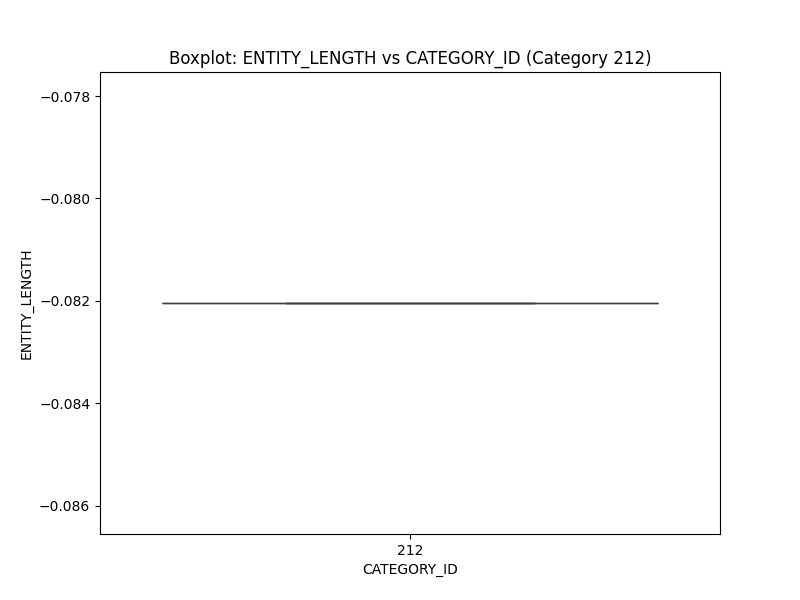 Boxplot: ENTITY_LENGTH vs CATEGORY_ID (Category 212)
−0.078
−0.080
−0.082
−0.084
−0.086
ENTITY_LENGTH
212
CATEGORY_ID